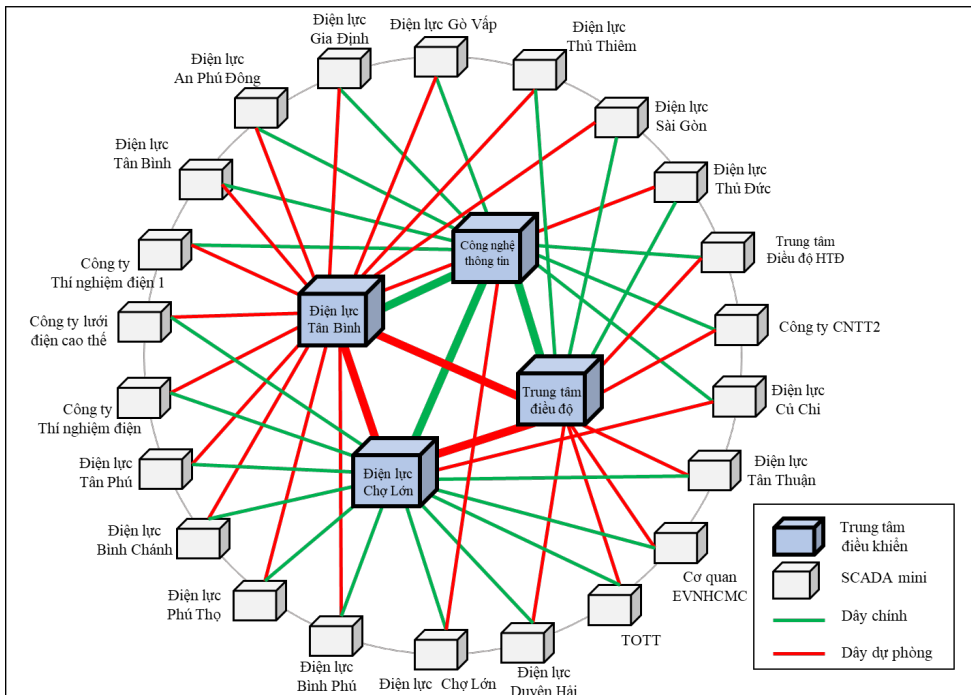 Điện lực
Gia Định
Điện lực Gò Vấp
Điện lực
Thủ Thiêm
Điện lực
An Phú Đông
Điện lực
Sài Gòn
Điện lực
Tân Bình
Điện lực
Thủ Đức
Công ty
Thí nghiệm điện 1
Trung tâm
Điều độ HTĐ
Công nghệ
thông tin
Điện lực
Tân Bình
Công ty lưới
điện cao thế
Công ty CNTT2
Trung tâm
điều độ
Công ty
Thí nghiệm điện
Điện lực
Củ Chi
Điện lực
Tân Phú
Điện lực
Chợ Lớn
Điện lực
Tân Thuận
Điện lực
Bình Chánh
Cơ quan
EVNHCMC
Điện lực
Phú Thọ
TOTT
Điện lực
Bình Phú
Điện lực Chợ Lớn
Điện lực
Duyên Hải
Trung tâm
điều khiển
SCADA mini
Dây chính
Dây dự phòng